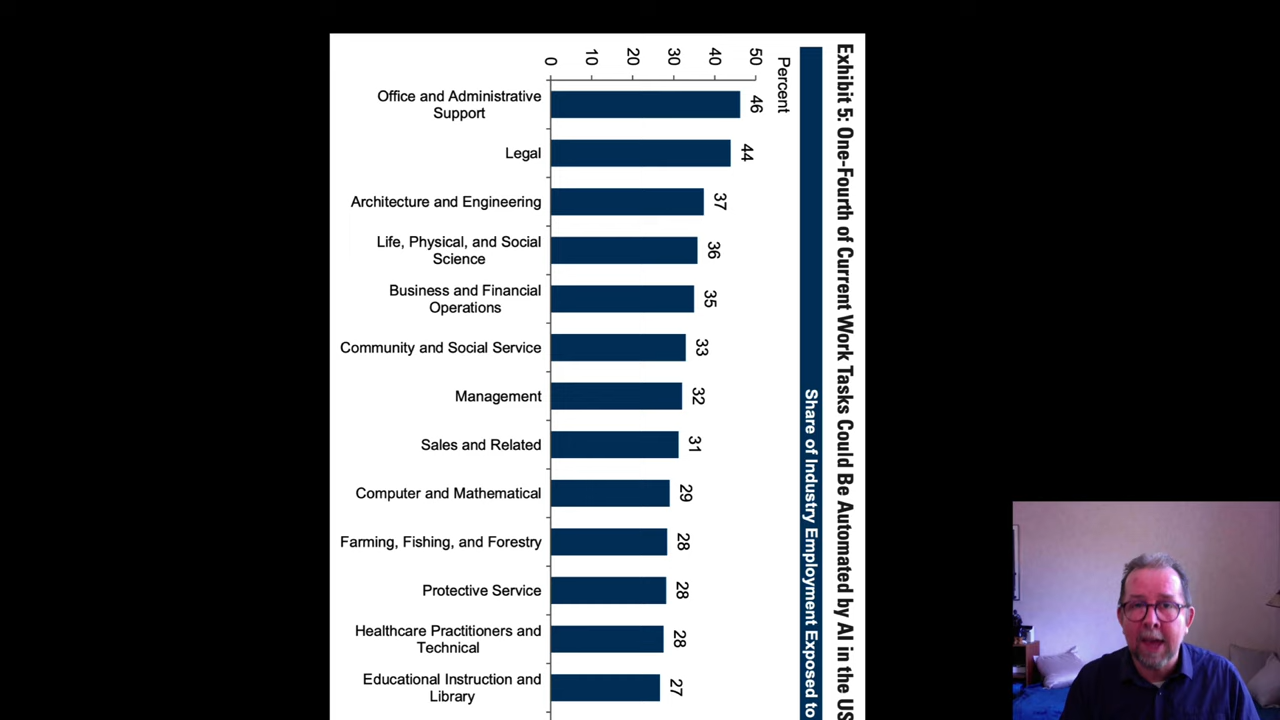 Exhibit 5: One-Fourth of Current Work Tasks Could Be Automated by AI in the US
Share of Industry Employment Exposed to
Percent
50
40
30
20
10
0
Office and Administrative
Support
46
Legal
44
Architecture and Engineering
37
Life, Physical, and Social
Science
36
Business and Financial
Operations
35
Community and Social Service
33
Management
32
Sales and Related
31
Computer and Mathematical
29
Farming, Fishing, and Forestry
28
Protective Service
28
Healthcare Practitioners and
Technical
28
Educational Instruction and
Library
27